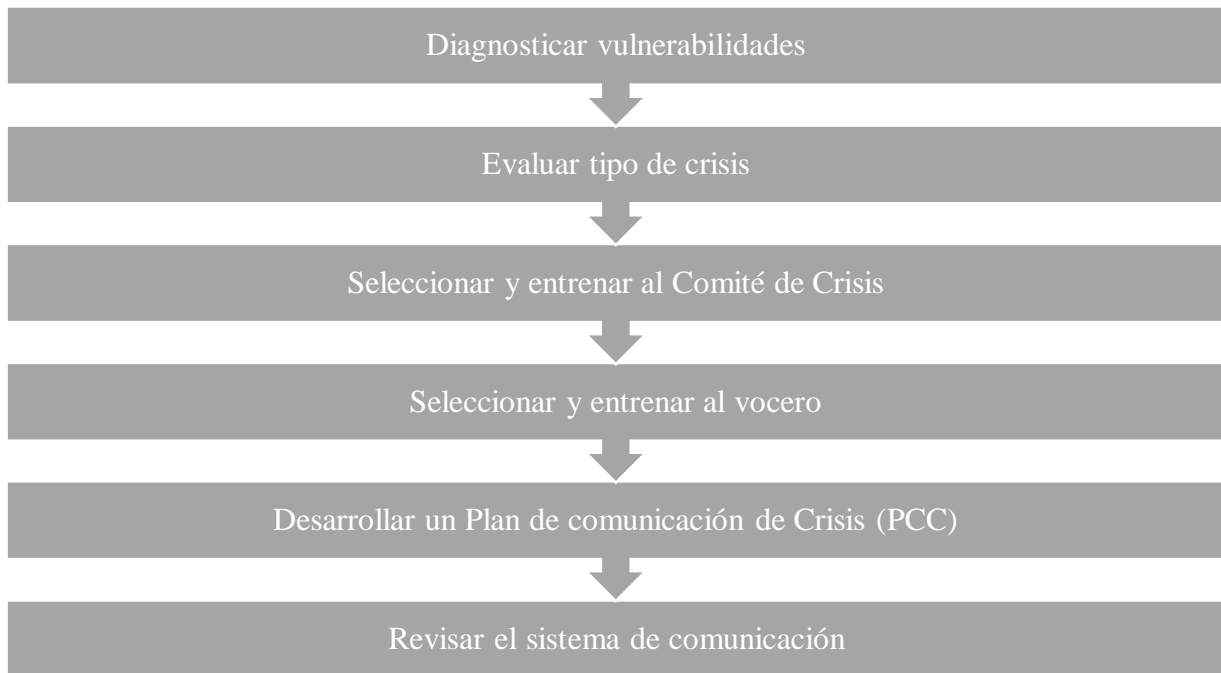 Diagnosticar vulnerabilidades
Evaluar tipo de crisis
Seleccionar y entrenar al Comité de Crisis
Seleccionar y entrenar al vocero
Desarrollar un Plan de comunicación de Crisis (PCC)
Revisar el sistema de comunicación